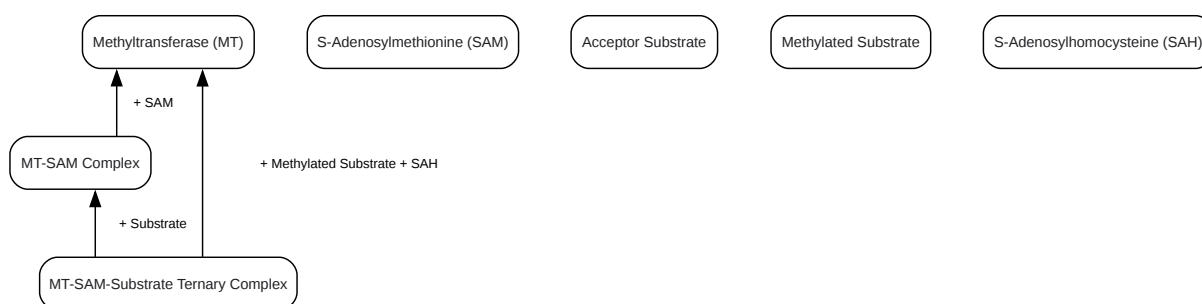 Methyltransferase (MT)
S-Adenosylmethionine (SAM)
Acceptor Substrate
Methylated Substrate
S-Adenosylhomocysteine (SAH)
+ SAM
MT-SAM Complex
+ Methylated Substrate + SAH
+ Substrate
MT-SAM-Substrate Ternary Complex